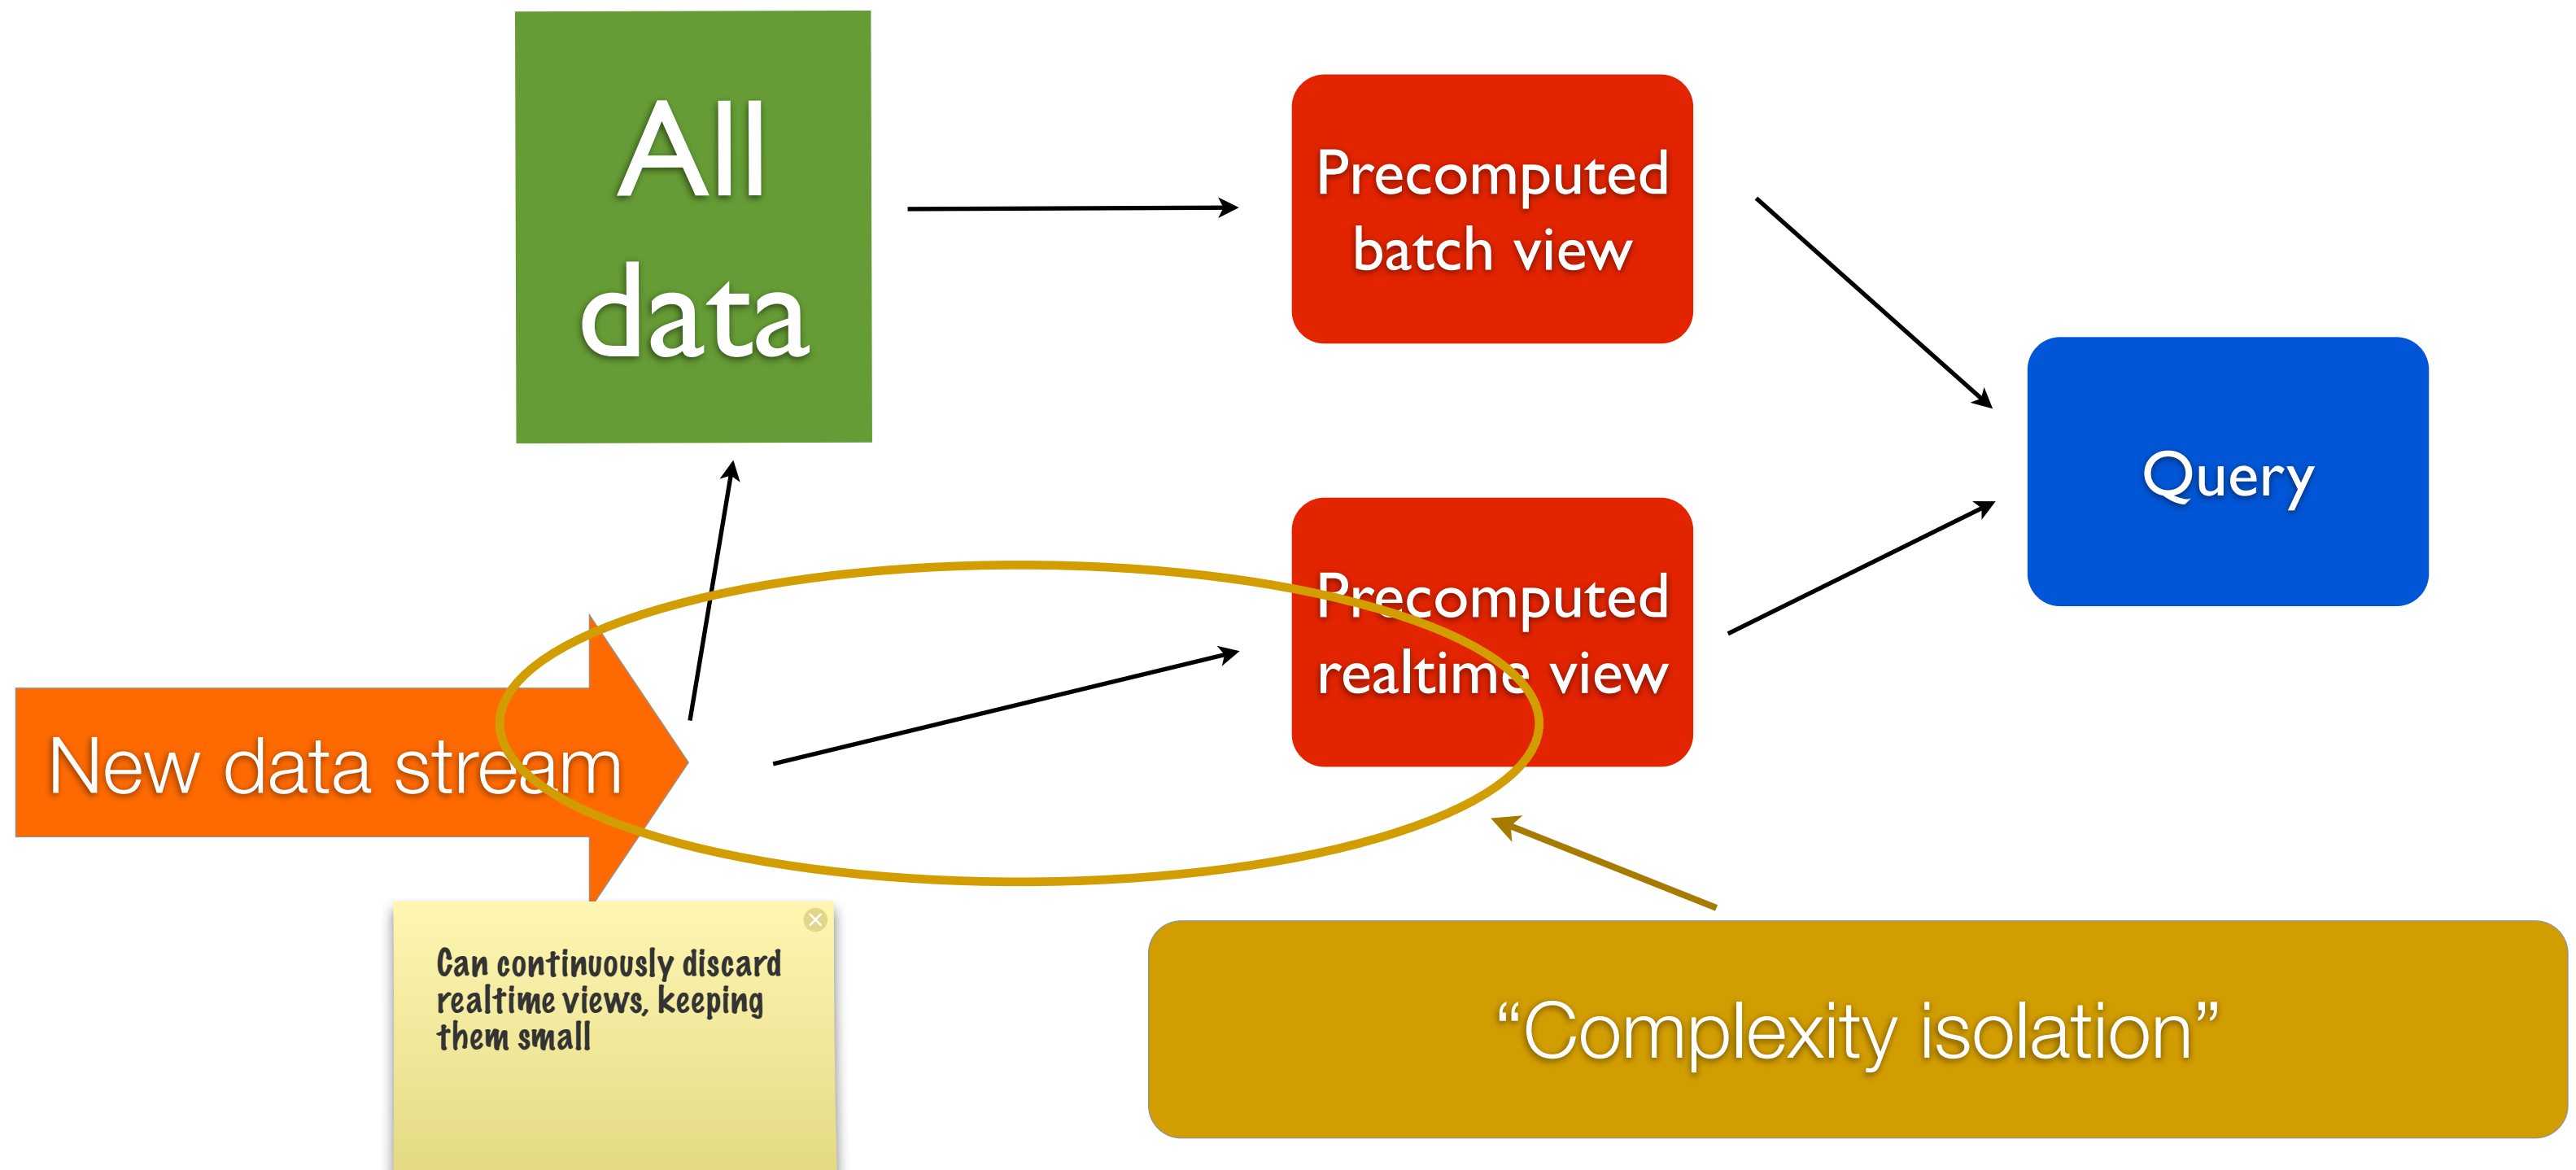 All
data
Precomputed
batch view
Query
Precomputed
realtime view
New data stream
Can continuously discard
realtime views, keeping
them small
“Complexity isolation”